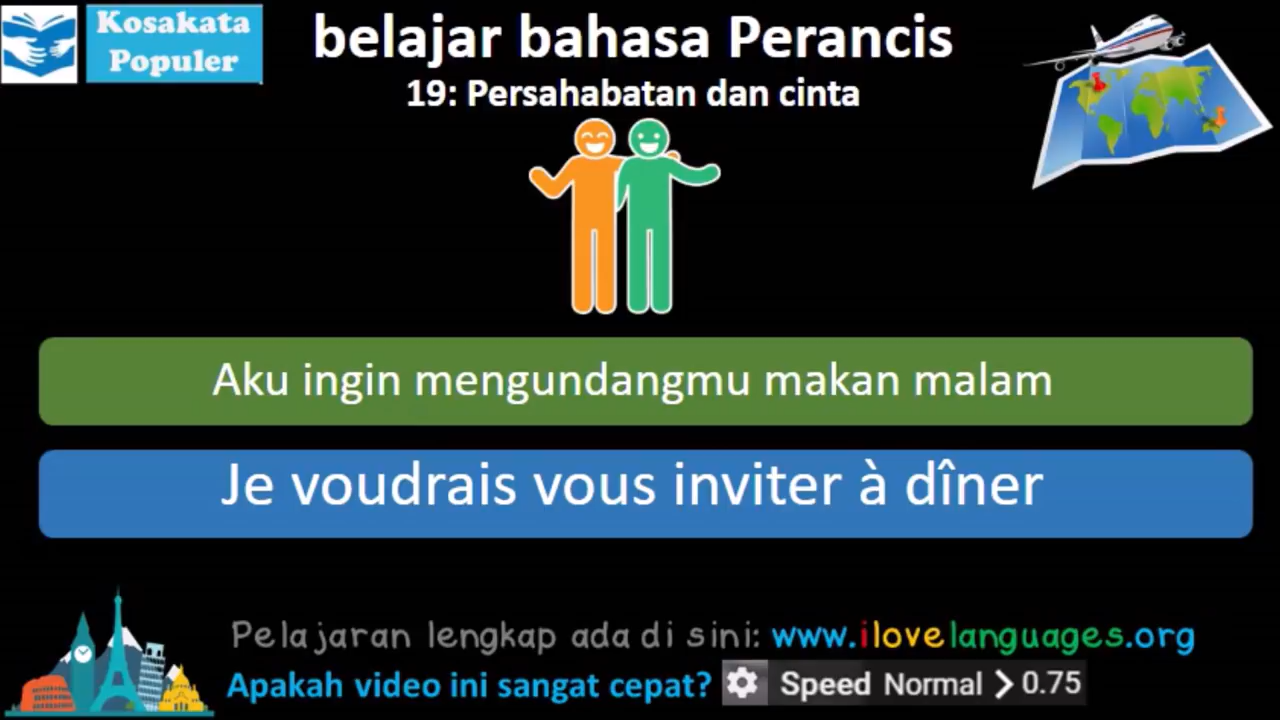 Kosakata
Populer
belajar bahasa Perancis
19: Persahabatan dan cinta
Aku ingin mengundangmu makan malam
Je voudrais vous inviter à dîner
Pelajaran lengkap ada di sini: www.ilovelanguages.org
Apakah video ini sangat cepat? Speed Normal > 0.75